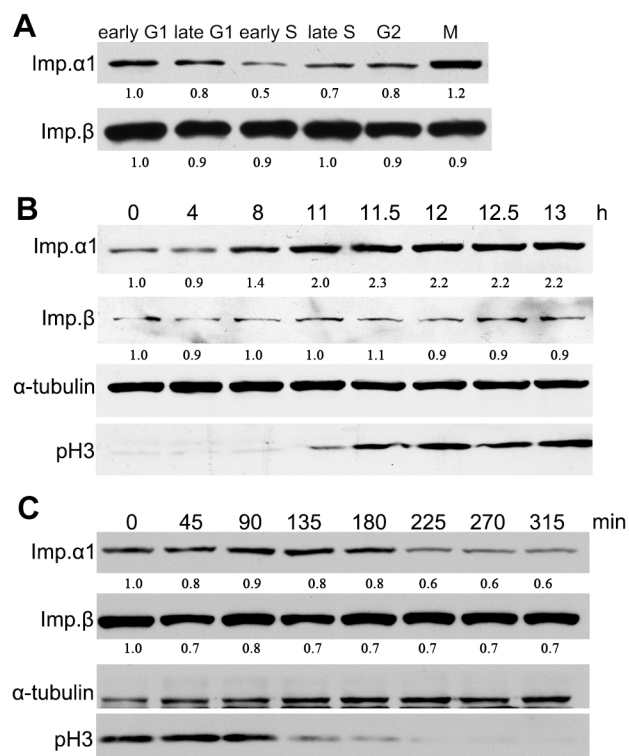 A
early G1 late G1 early S late S G2 M
Imp.α1
1.0 0.8 0.5 0.7 0.8 1.2
Imp.β
1.0 0.9 0.9 1.0 0.9 0.9
B
0 4 8 11 11.5 12 12.5 13 h
Imp.α1
1.0 0.9 1.4 2.0 2.3 2.2 2.2 2.2
Imp.β
1.0 0.9 1.0 1.0 1.1 0.9 0.9 0.9
α-tubulin
pH3
C
0 45 90 135 180 225 270 315 min
Imp.α1
1.0 0.8 0.9 0.8 0.8 0.6 0.6 0.6
Imp.β
1.0 0.7 0.8 0.7 0.7 0.7 0.7 0.7
α-tubulin
pH3